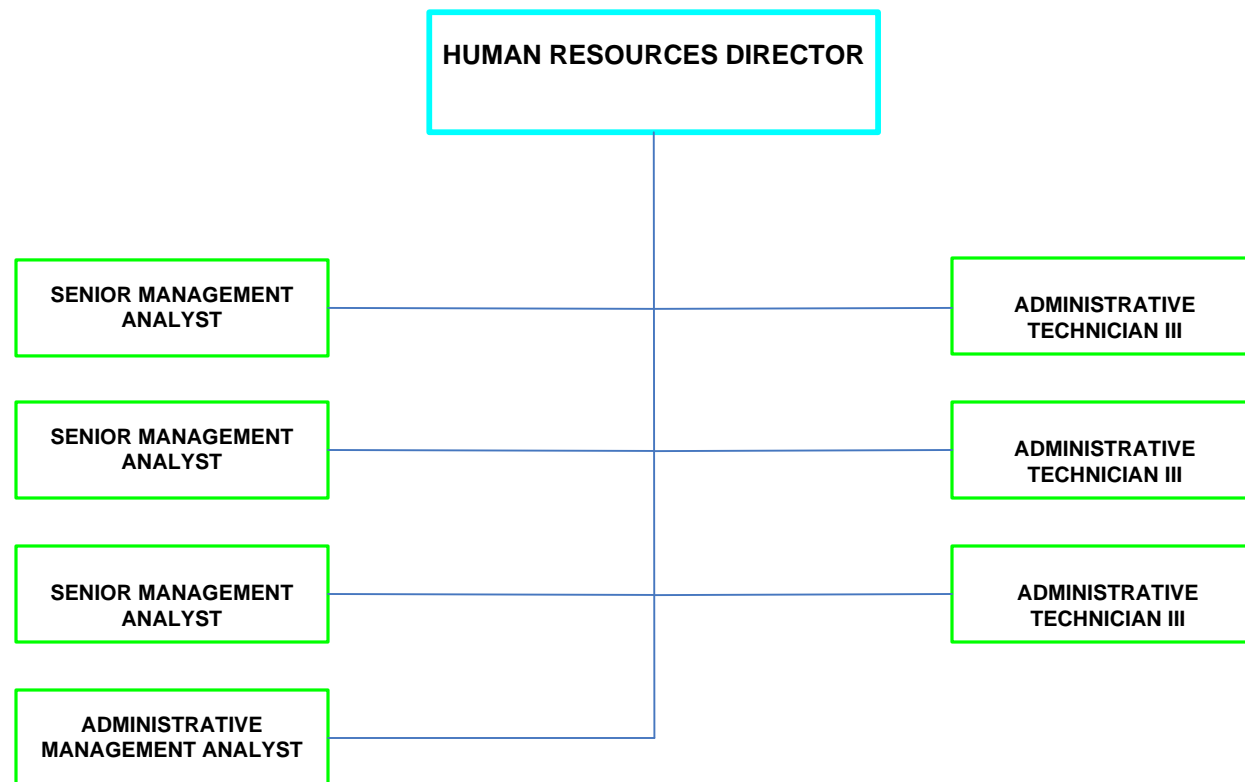 HUMAN RESOURCES DIRECTOR
SENIOR MANAGEMENT
ANALYST
ADMINISTRATIVE
TECHNICIAN III
SENIOR MANAGEMENT
ANALYST
ADMINISTRATIVE
TECHNICIAN III
SENIOR MANAGEMENT
ANALYST
ADMINISTRATIVE
TECHNICIAN III
ADMINISTRATIVE
MANAGEMENT ANALYST